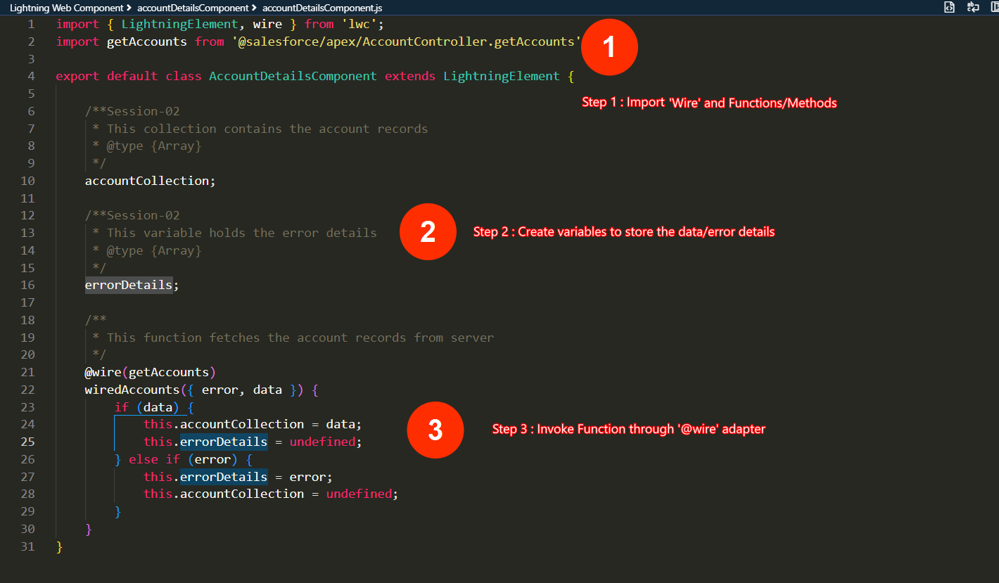 Lightning Web Component > accountDetailsComponent > accountDetailsComponent.js
1 import { LightningElement, wire } from 'lwc';
2 import getAccounts from '@salesforce/apex/AccountController.getAccounts'
1
3
4 export default class AccountDetailsComponent extends LightningElement {
5
Step 1 : Import 'Wire' and Functions/Methods
6 /**Session-02
7 * This collection contains the account records
8 * @type {Array}
9 */
10 accountCollection;
11
12 /**Session-02
13 * This variable holds the error details
2
Step 2 : Create variables to store the data/error details
14 * @type {Array}
15 */
16 errorDetails;
17
18 /**
19 * This function fetches the account records from server
20 */
21 @wire(getAccounts)
22 wiredAccounts({ error, data }) {
23 if (data) {
24 this.accountCollection = data;
3
Step 3 : Invoke Function through '@wire' adapter
25 this.errorDetails = undefined;
26 } else if (error) {
27 this.errorDetails = error;
28 this.accountCollection = undefined;
29 }
30 }
31 }